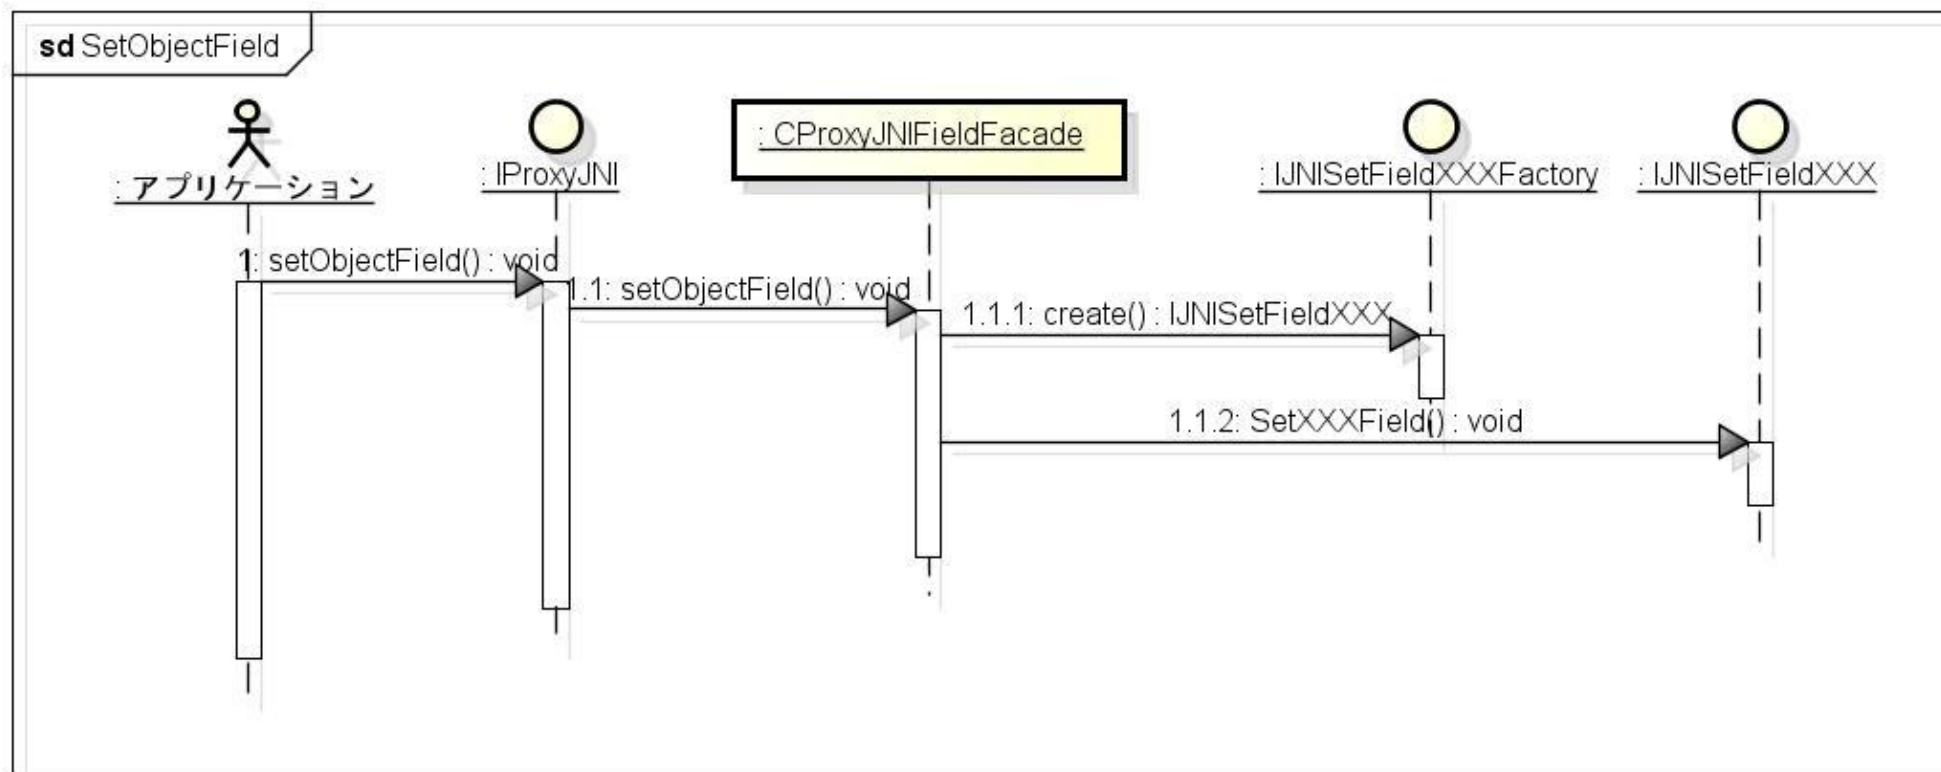 sd SetObjectField
: アプリケーション
: IProxyJNI
: CProxyJNIFieldFacade
: IJNISetFieldXXXFactory
: IJNISetFieldXXX
1: setObjectField() : void
1.1: setObjectField() : void
1.1.1: create() : IJNISetFieldXXX
1.1.2: SetXXXField() : void